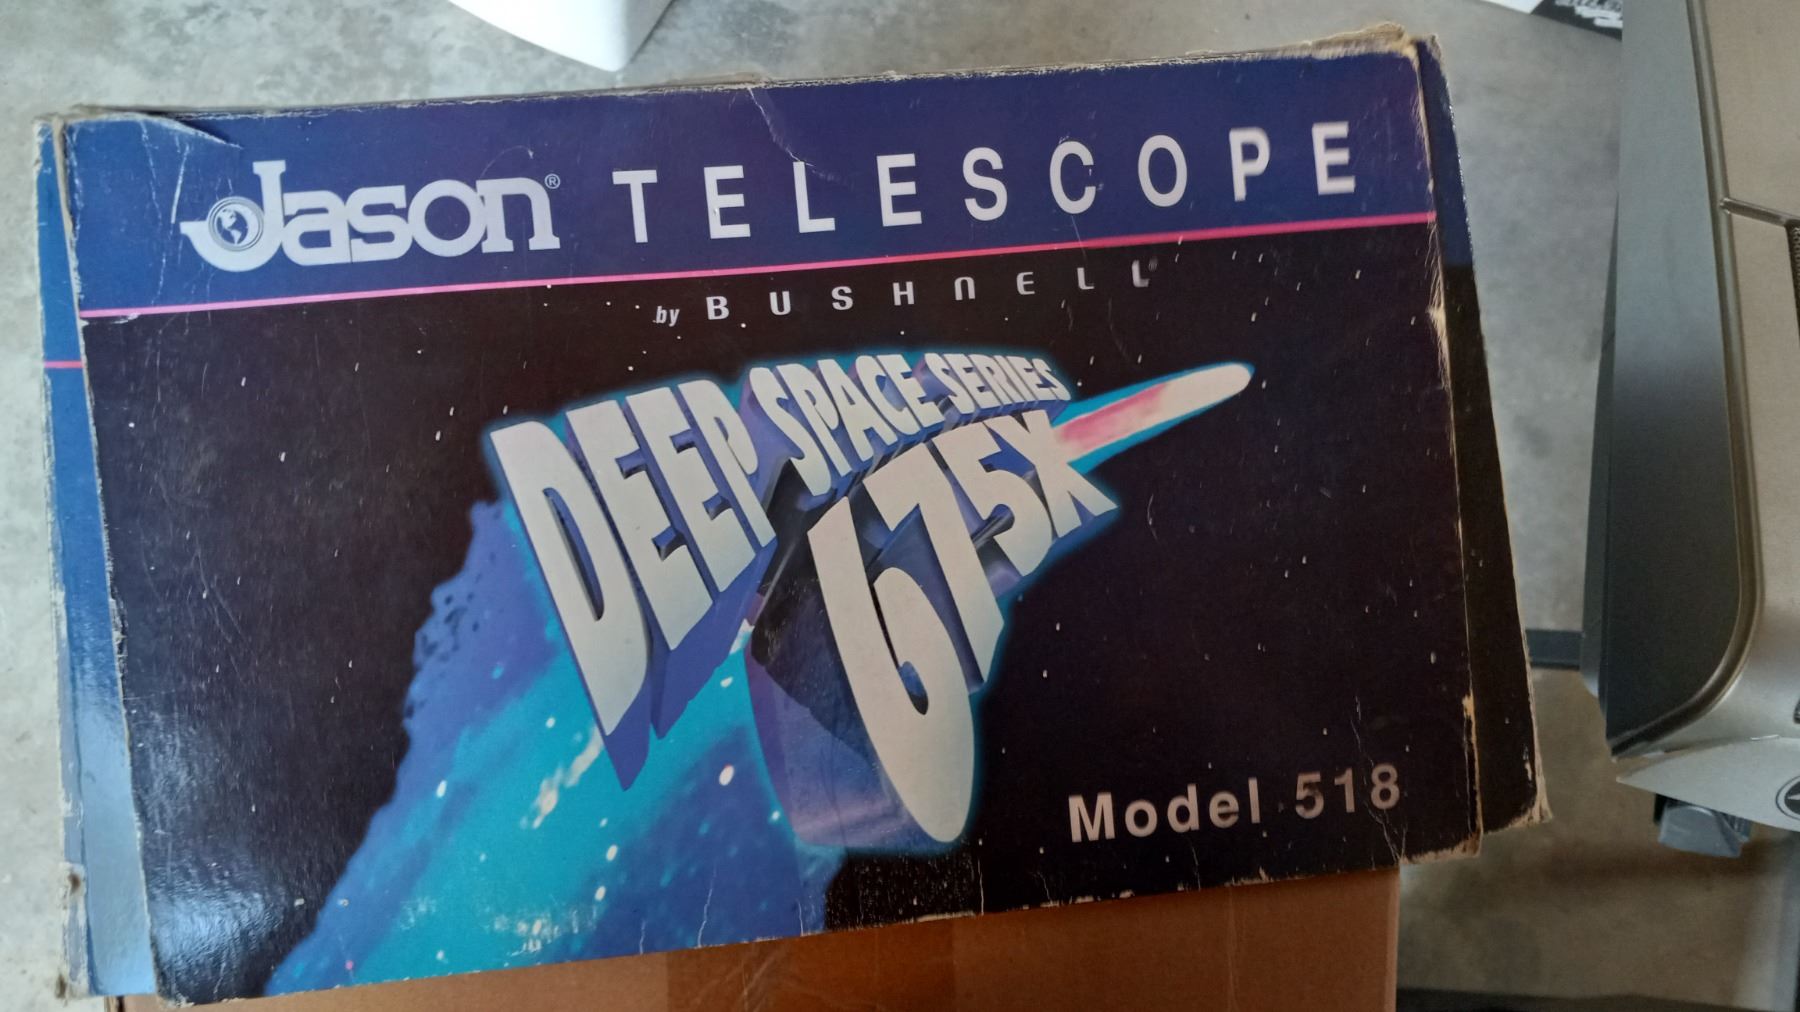 Jason® TELESCOPE
by BUSHNELL®
DEEP SPACE SERIES
675X
Model 518